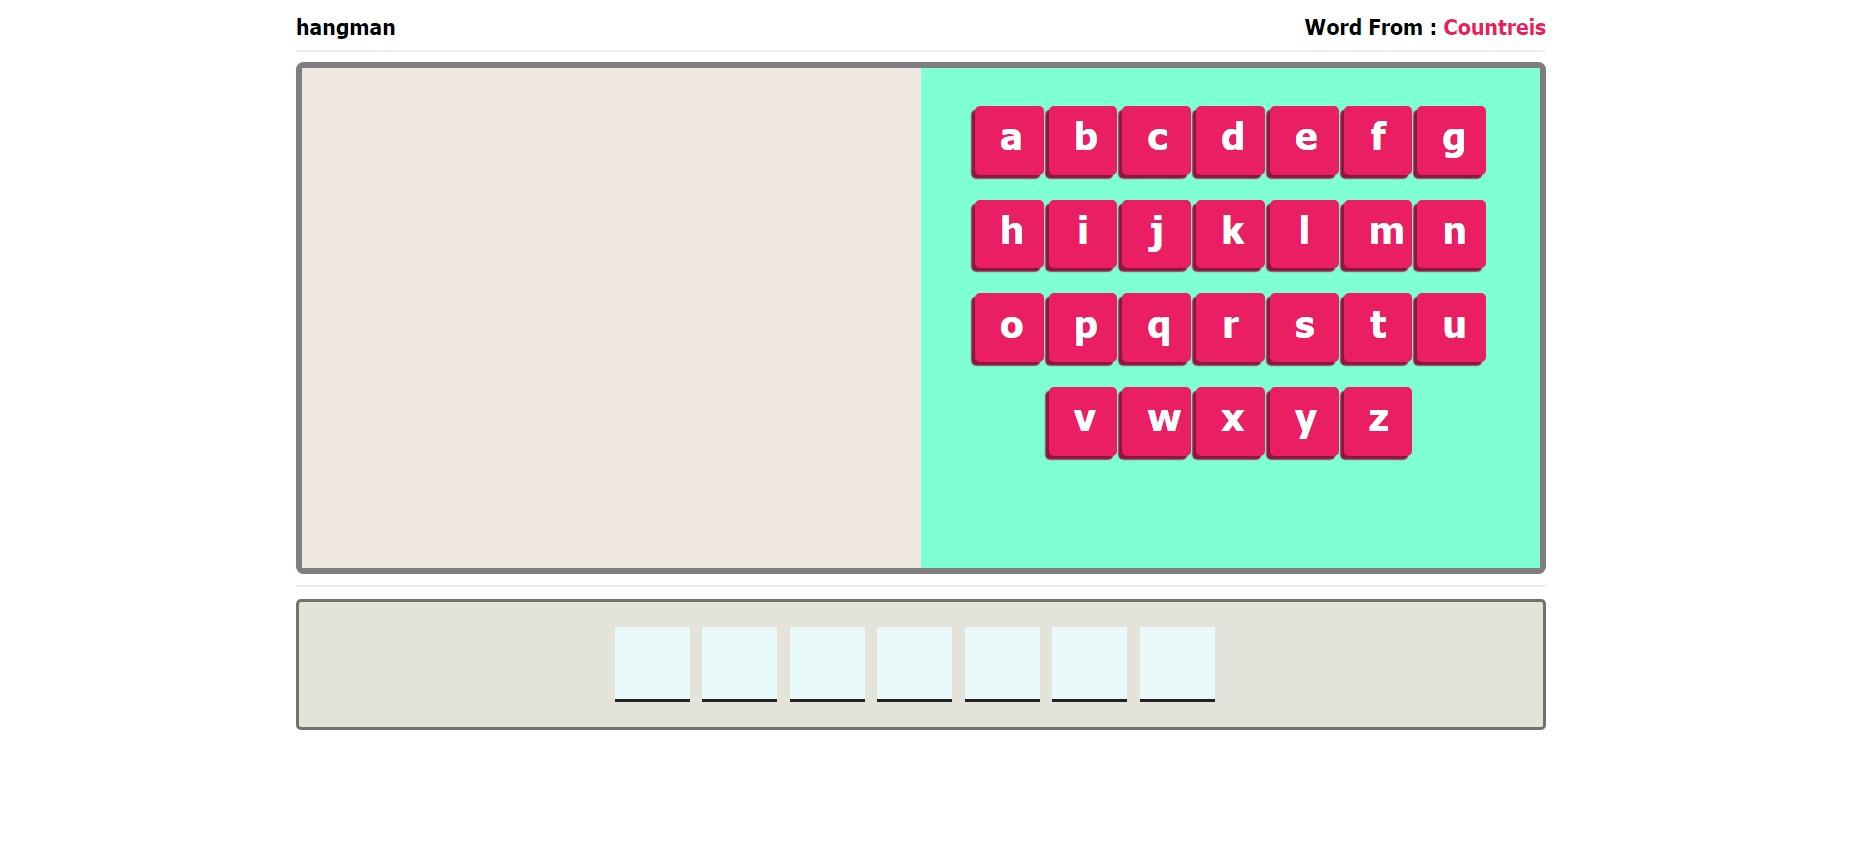 hangman
Word From : Countreis
a b c d e f g
h i j k l m n
o p q r s t u
v w x y z